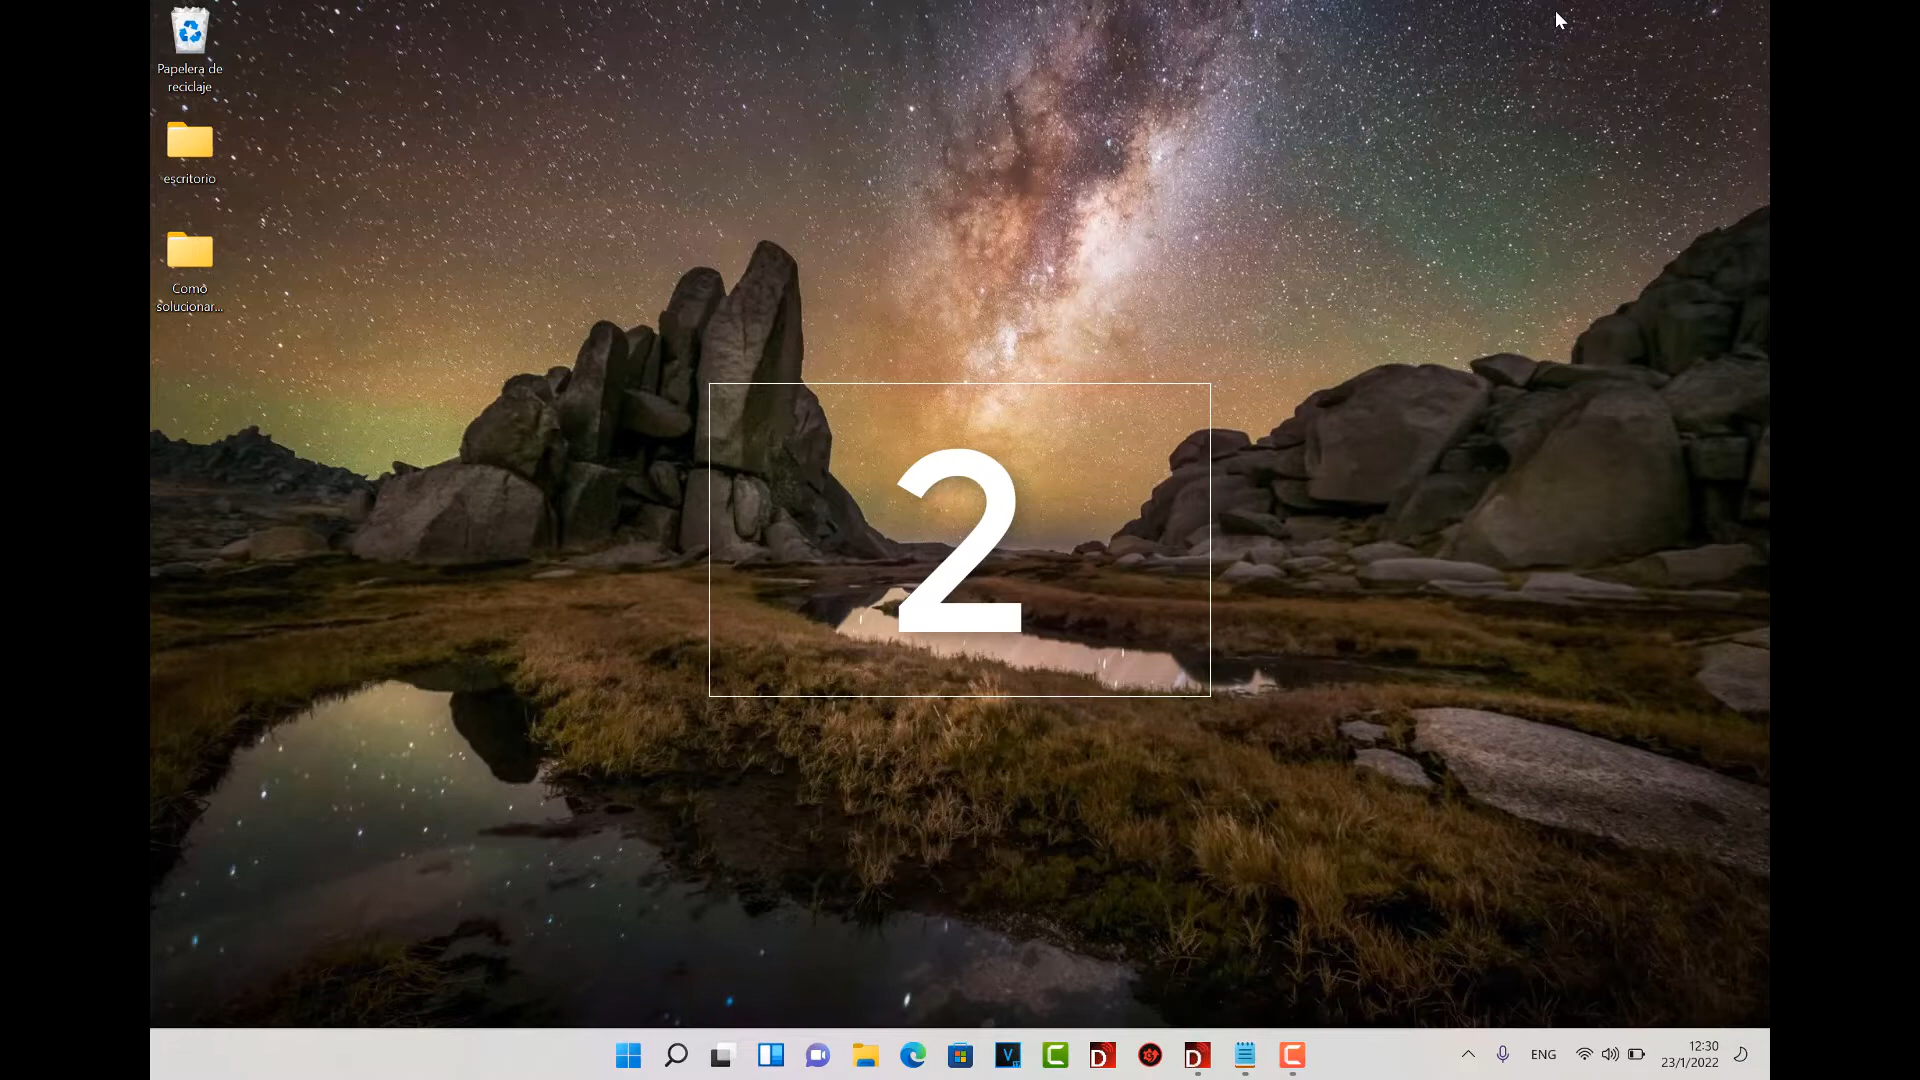 Papelera de
reciclaje
escritorio
Como
solucionar...
2
ENG
12:30
23/1/2022